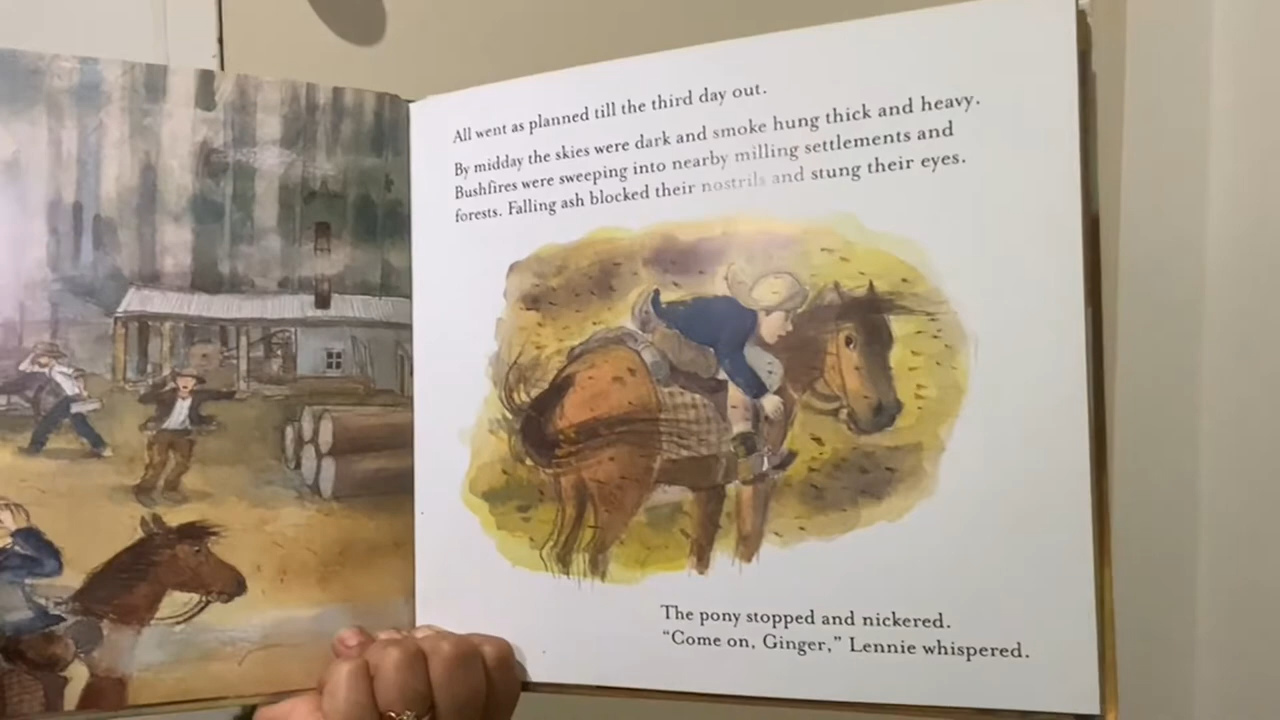 All went as planned till the third day out.
By midday the skies were dark and smoke hung thick and heavy.
Bushfires were sweeping into nearby milling settlements and
forests. Falling ash blocked their nostrils and stung their eyes.
The pony stopped and nickered.
“Come on, Ginger,” Lennie whispered.